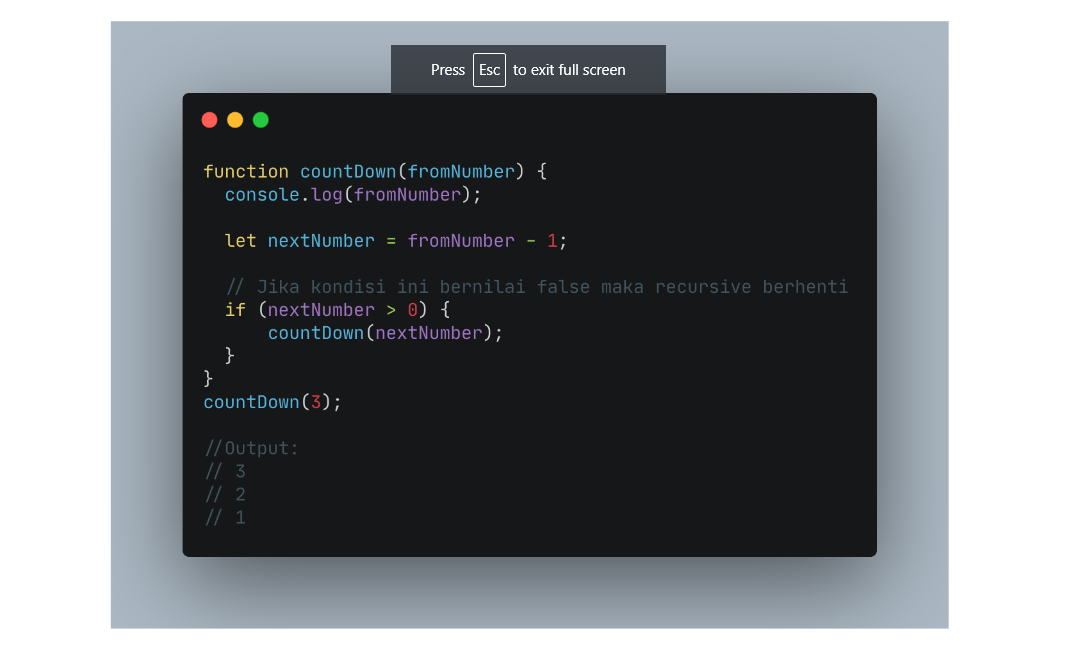 Press Esc to exit full screen
function countDown(fromNumber) {
  console.log(fromNumber);
  let nextNumber = fromNumber - 1;
  // Jika kondisi ini bernilai false maka recursive berhenti
  if (nextNumber > 0) {
      countDown(nextNumber);
  }
}
countDown(3);
//Output:
// 3
// 2
// 1